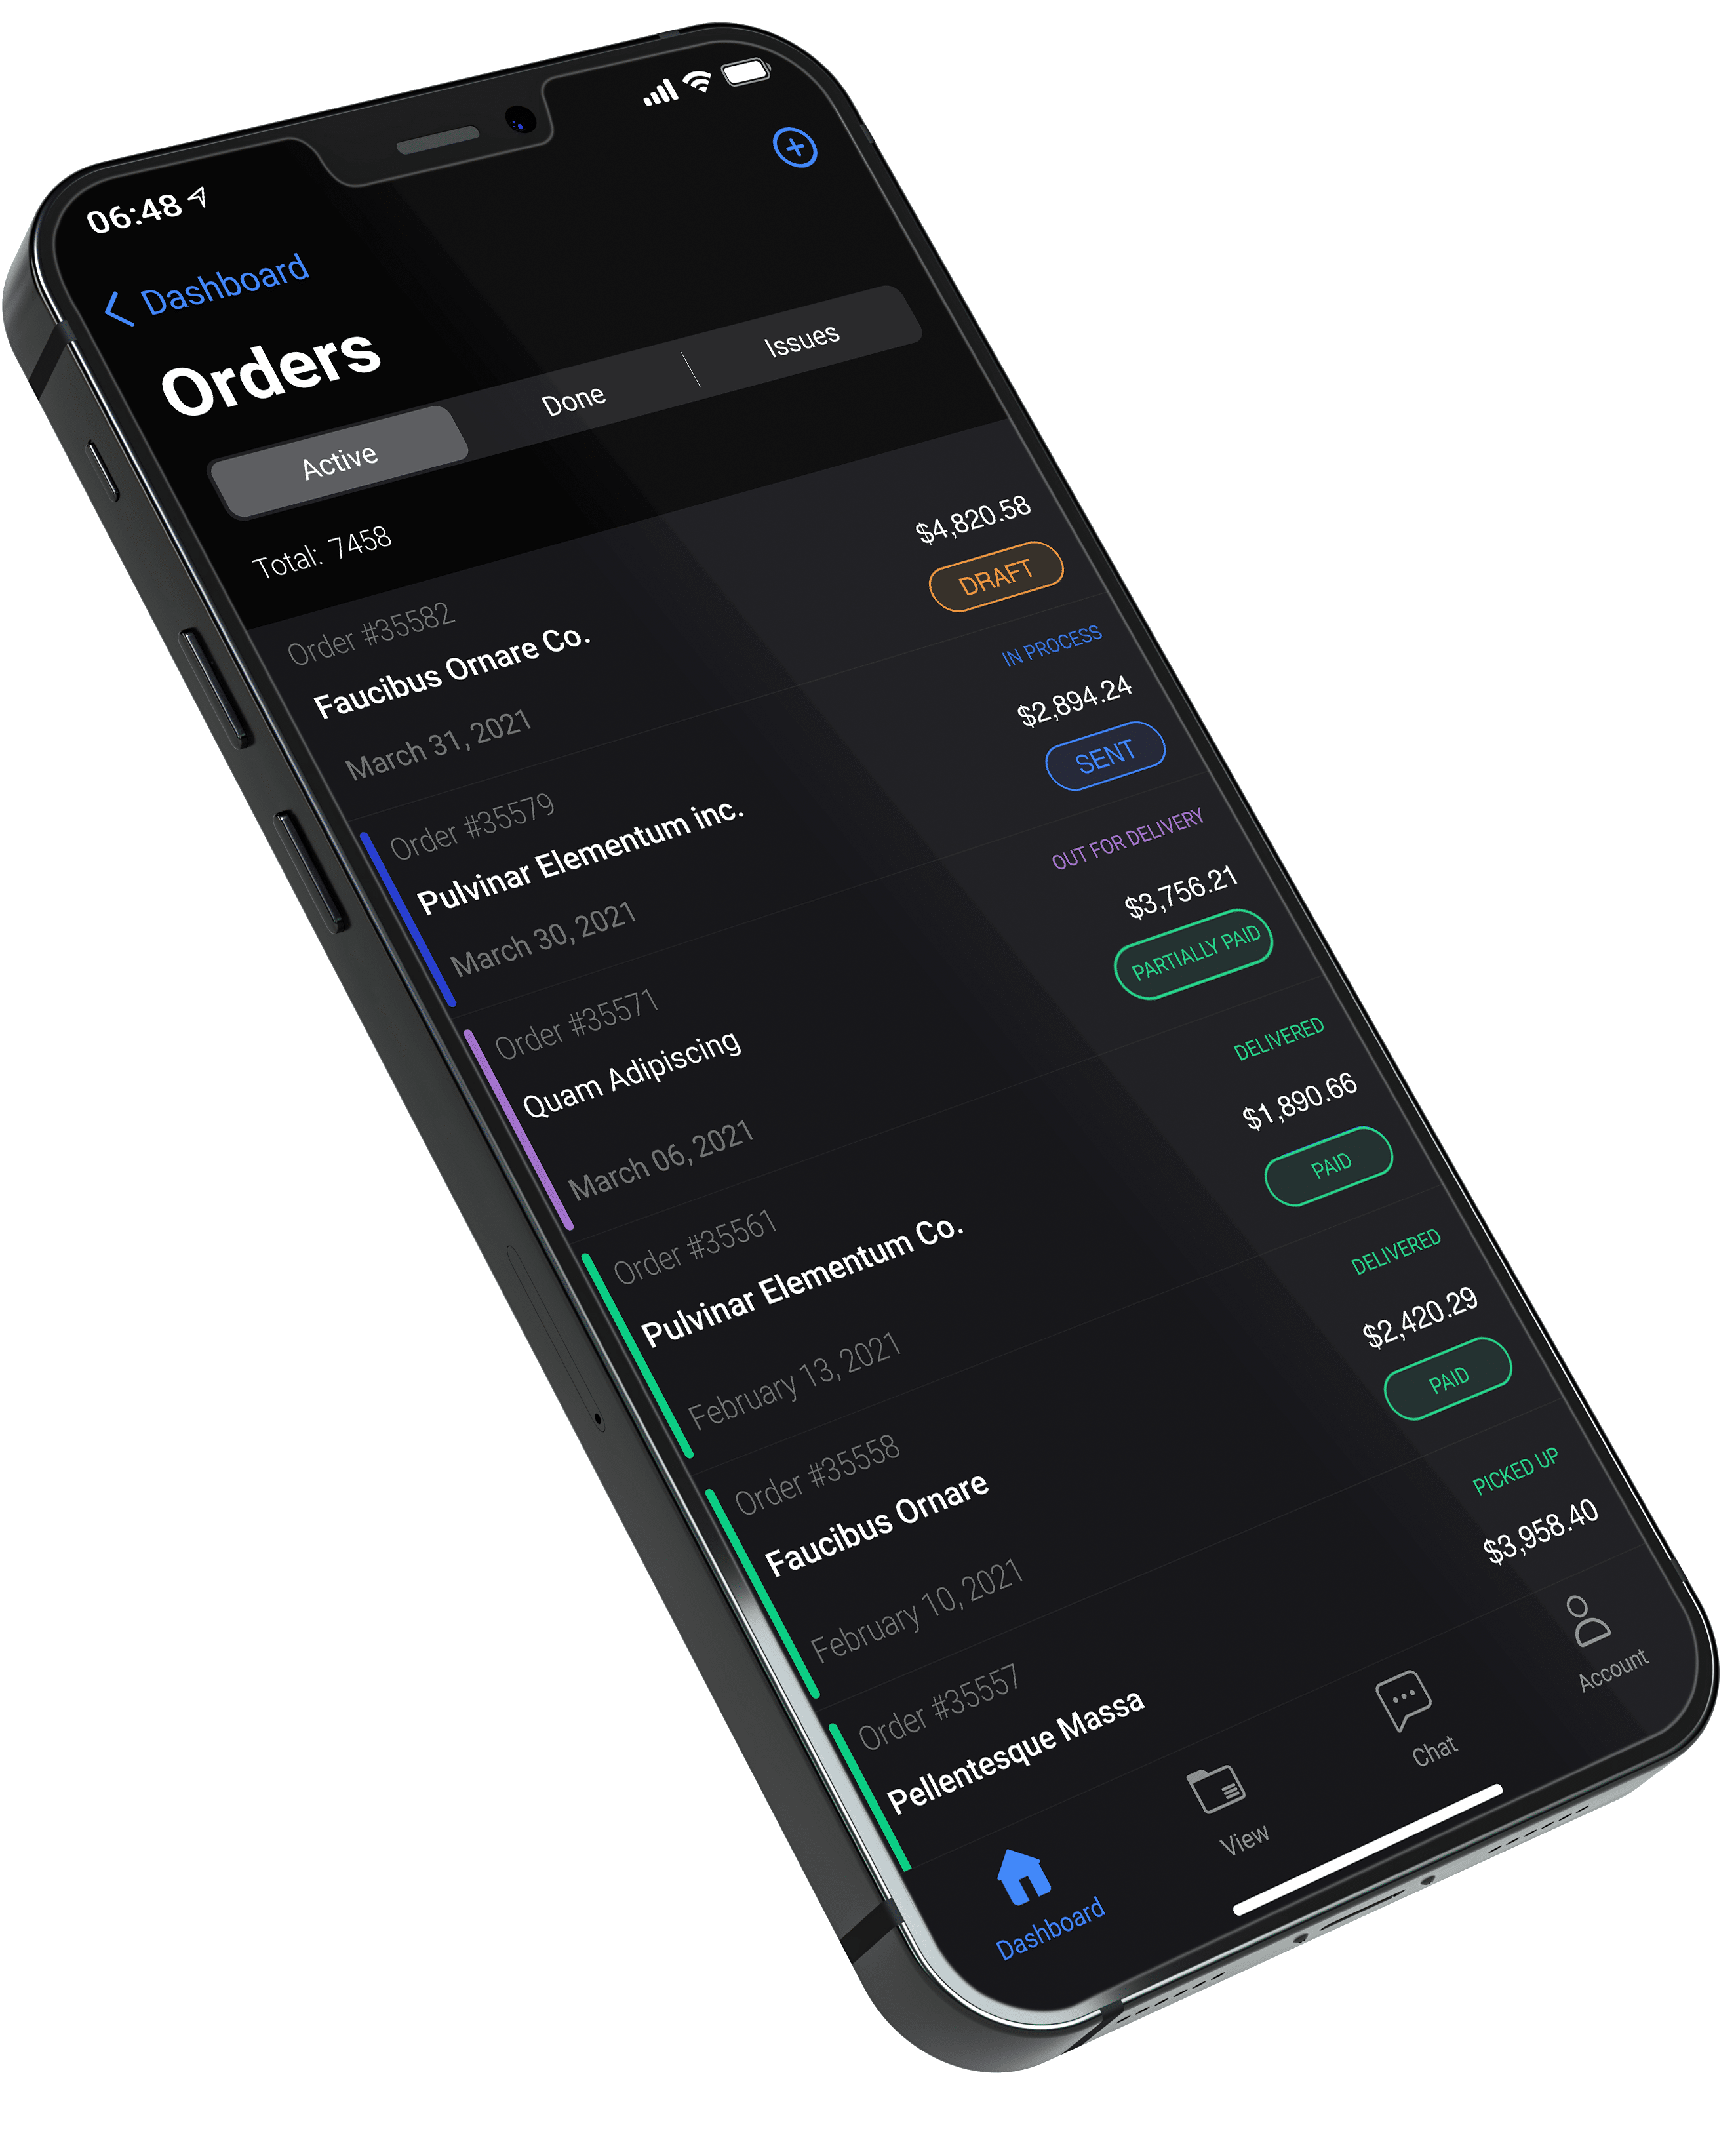 06:48
Dashboard
Orders
Active Done Issues
Total: 7458
Order #35582
Faucibus Ornare Co. $4,820.58
March 31, 2021 DRAFT
Order #35579 IN PROCESS
Pulvinar Elementum inc. $2,894.24
March 30, 2021 SENT
Order #35571 OUT FOR DELIVERY
Quam Adipiscing $3,756.21
March 06, 2021 PARTIALLY PAID
Order #35561 DELIVERED
Pulvinar Elementum Co. $1,890.66
February 13, 2021 PAID
Order #35558 DELIVERED
Faucibus Ornare $2,420.29
February 10, 2021 PAID
Order #35557 PICKED UP
Pellentesque Massa $3,958.40
Dashboard View Chat Account